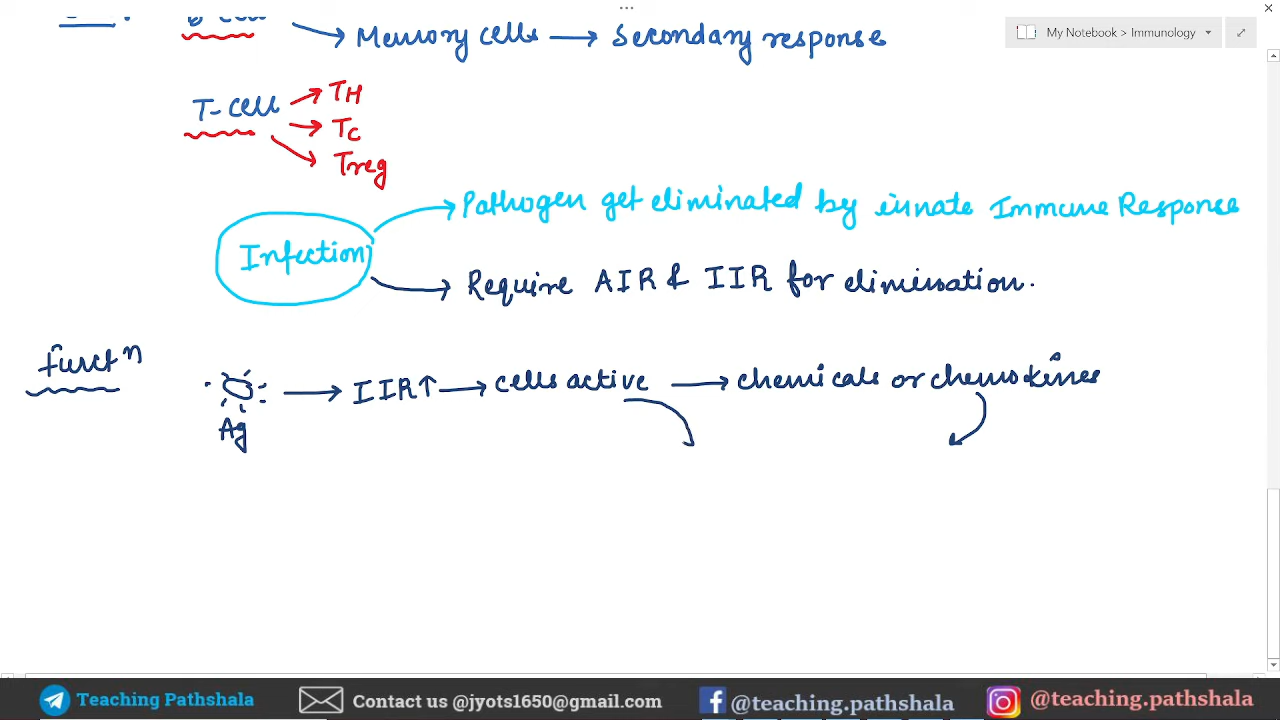 My Notebook > Immunology
Memory cells → Secondary response
T-cell → TH
→ TC
→ Treg
Infection → Pathogen get eliminated by innate Immune Response
→ Require AIR & IIR for elimination.
Functn
Ag → IIR↑ → cells active → chemicals or chemokines
Teaching Pathshala Contact us @jyots1650@gmail.com @teaching.pathshala @teaching.pathshala